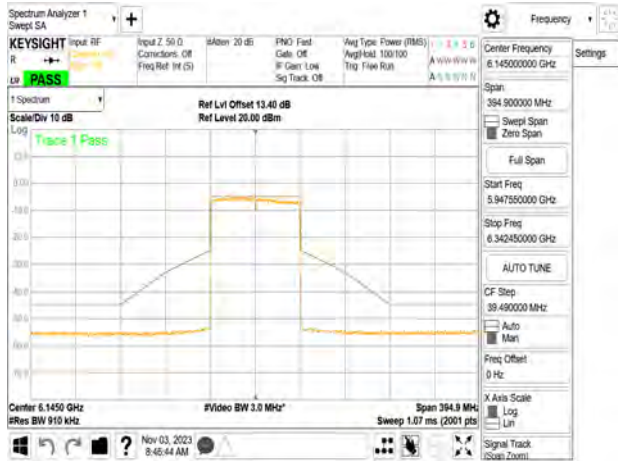 Spectrum Analyzer 1
Swept SA
+
Frequency
KEYSIGHT
Input: RF
R
PASS
Input Z: 50 Ω
Corrections: Off
Freq Ref: Int (S)
#Atten: 20 dB
PNO: Fast
Gate: Off
IF Gain: Low
Sig Track: Off
Avg Type: Power (RMS)
Avg|Hold: 100/100
Trig: Free Run
1 Spectrum
Scale/Div 10 dB
Ref Lvl Offset 13.40 dB
Ref Level 20.00 dBm
Log
Trace 1 Pass
Center 6.1450 GHz
#Res BW 910 kHz
#Video BW 3.0 MHz*
Span 394.9 MHz
Sweep 1.07 ms (2001 pts
?
Nov 03, 2023
8:46:44 AM
Center Frequency
6.145000000 GHz
Settings
Span
394.900000 MHz
Swept Span
Zero Span
Full Span
Start Freq
5.947550000 GHz
Stop Freq
6.342450000 GHz
AUTO TUNE
CF Step
39.490000 MHz
Auto
Man
Freq Offset
0 Hz
X Axis Scale
Log
Lin
Signal Track
(Span Zoom)